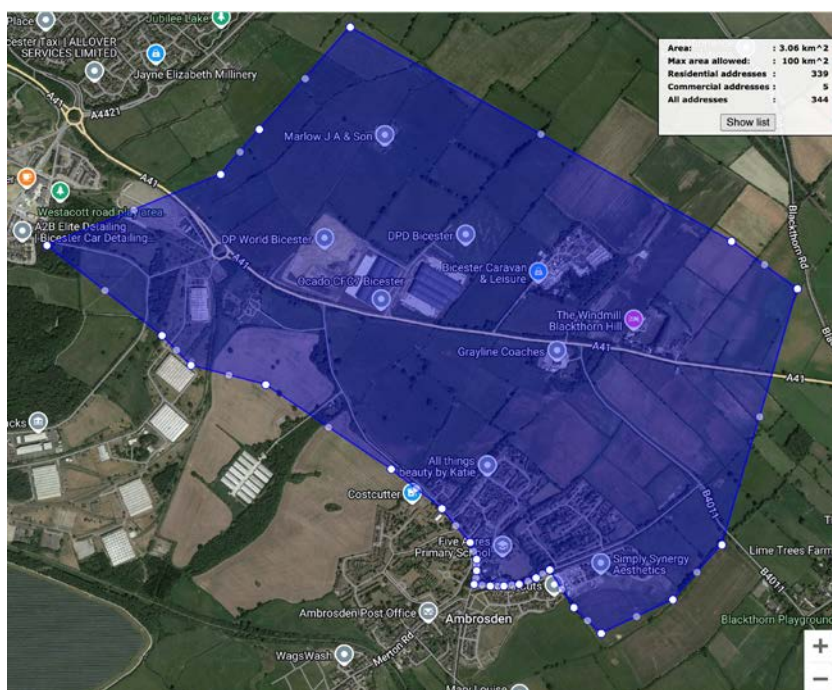 Place
Jubilee Lake
cester Taxi | ALLOVER
SERVICES LIMITED
Jayne Elizabeth Millinery
A41
A4421
Area: : 3.06 km^2
Max area allowed: : 100 km^2
Residential addresses : 339
Commercial addresses : 5
All addresses : 344
Show list
Marlow J A & Son
A41
Westacott road play area
A2B Elite Detailing
| Bicester Car Detailing...
DP World Bicester
DPD Bicester
A41
Bicester Caravan
& Leisure
Ocado CFC7 Bicester
Blackthorn Rd
The Windmill
Blackthorn Hill
Grayline Coaches
A41
A41
acks
All things
beauty by Katie
Costcutter
B4011
Five Acres
Primary School
Simply Synergy
Aesthetics
Lime Trees Farm
B4011
uts
Ambrosden Post Office
Ambrosden
Blackthorn Playground
Merton Rd
WagsWash
Mary Louise
+
−